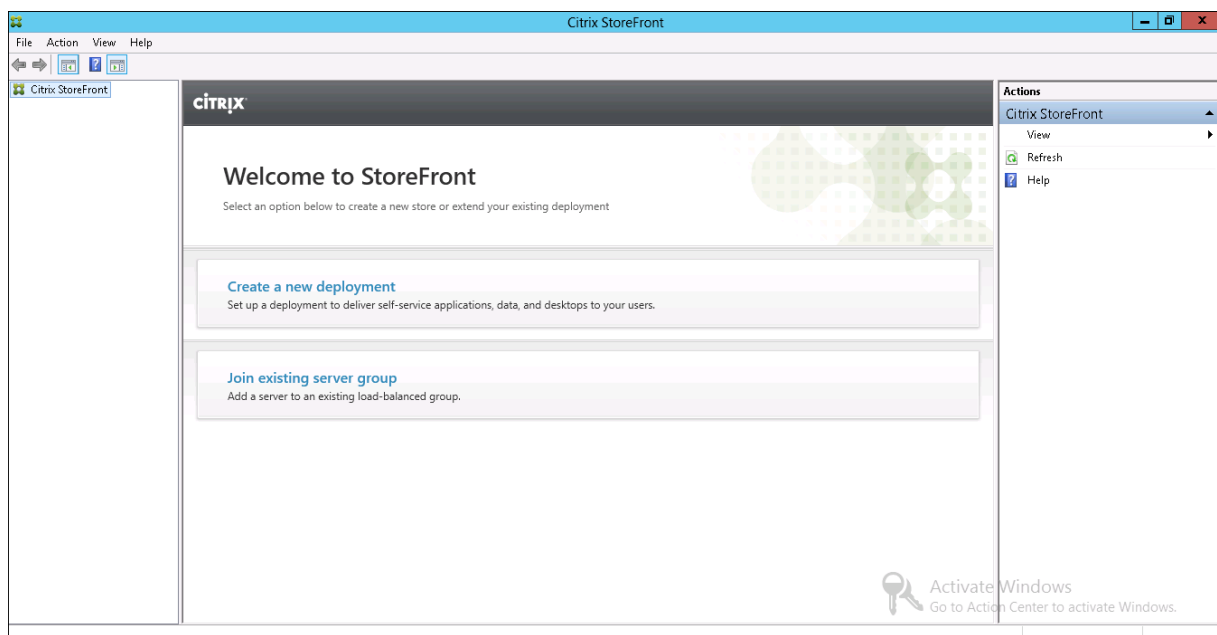 Citrix StoreFront
File Action View Help
Citrix StoreFront
CITRIX
Welcome to StoreFront
Select an option below to create a new store or extend your existing deployment
Create a new deployment
Set up a deployment to deliver self-service applications, data, and desktops to your users.
Join existing server group
Add a server to an existing load-balanced group.
Actions
Citrix StoreFront
View
Refresh
Help
Activate Windows
Go to Action Center to activate Windows.